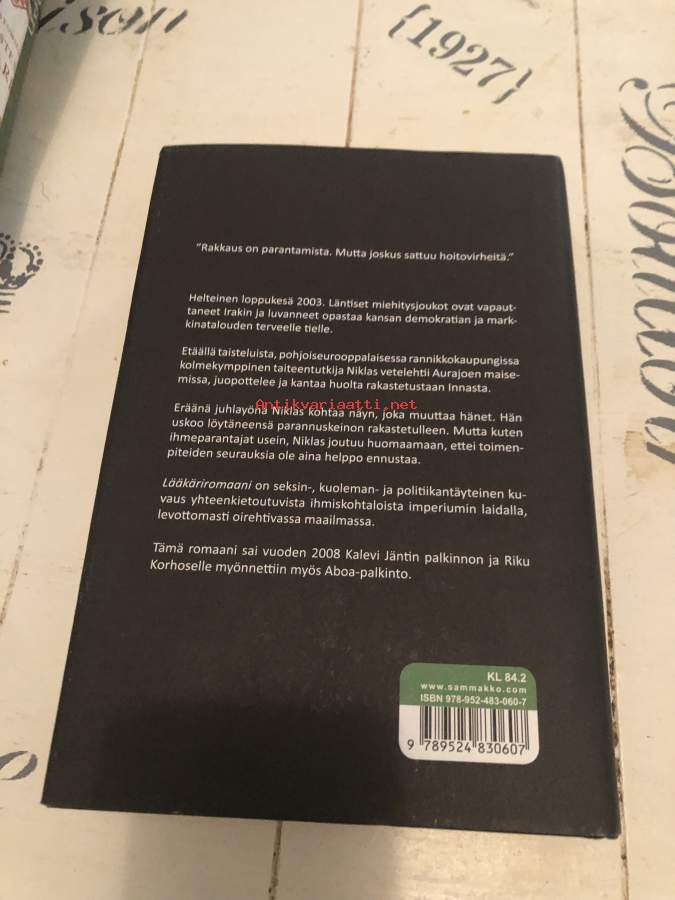 {1927}
"Rakkaus on parantamista. Mutta joskus sattuu hoitovirheitä."
Helteinen loppukesä 2003. Läntiset miehitysjoukot ovat vapaut-
taneet Irakin ja luvanneet opastaa kansan demokratian ja mark-
kinatalouden terveelle tielle.
Etäällä taisteluista, pohjoiseurooppalaisessa rannikkokaupungissa
kolmekymppinen taiteentutkija Niklas vetelehtii Aurajoen maise-
missa, juopottelee ja kantaa huolta rakastetustaan Innasta.
Antikvariaatti.net
Eräänä juhlayönä Niklas kohtaa näyn, joka muuttaa hänet. Hän
uskoo löytäneensä parannuskeinon rakastetulleen. Mutta kuten
ihmeparantajat usein, Niklas joutuu huomaamaan, ettei toimen-
piteiden seurauksia ole aina helppo ennustaa.
Lääkäriromaani on seksin-, kuoleman- ja politiikantäyteinen ku-
vaus yhteenkietoutuvista ihmiskohtaloista imperiumin laidalla,
levottomasti oirehtivassa maailmassa.
Tämä romaani sai vuoden 2008 Kalevi Jäntin palkinnon ja Riku
Korhoselle myönnettiin myös Aboa-palkinto.
KL 84.2
www.sammakko.com
ISBN 978-952-483-060-7
9 789524 830607